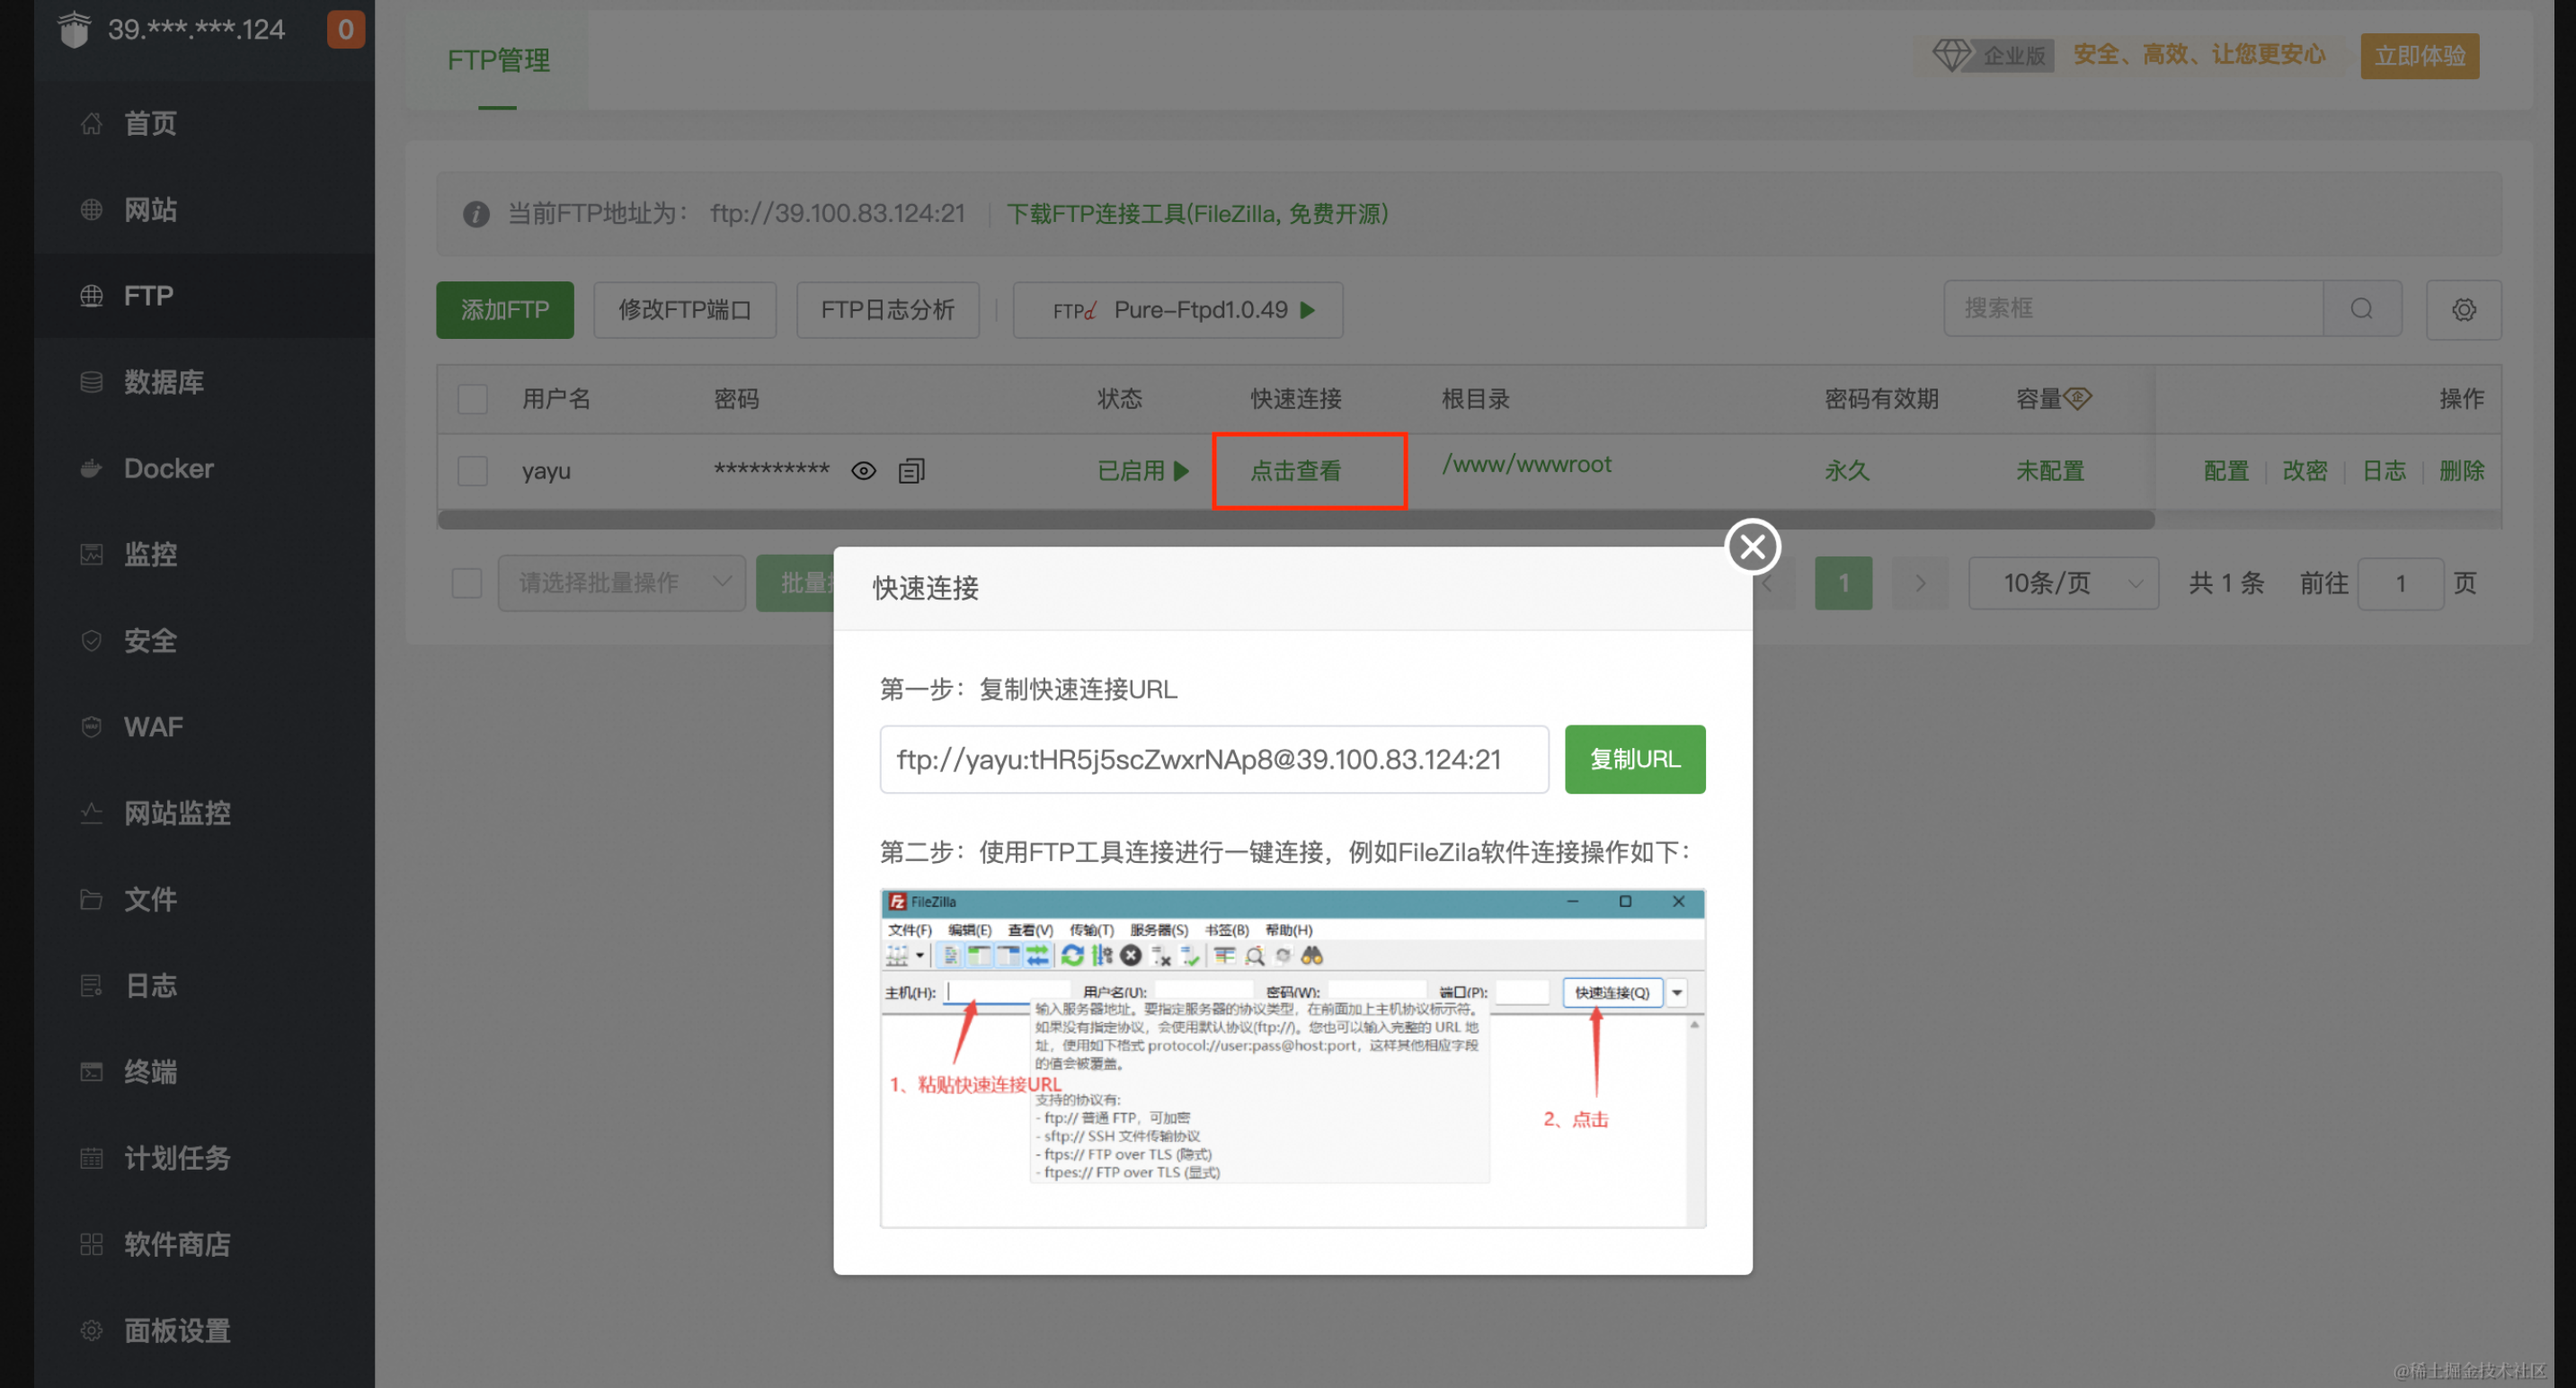 39.***.***.124
0
首页
网站
FTP
数据库
Docker
监控
安全
WAF
网站监控
文件
日志
终端
计划任务
软件商店
面板设置
FTP管理
企业版
安全、高效、让您更安心
立即体验
当前FTP地址为： ftp://39.100.83.124:21
下载FTP连接工具(FileZilla, 免费开源)
添加FTP
修改FTP端口
FTP日志分析
FTPd Pure-Ftpd1.0.49
搜索框
用户名 密码 状态 快速连接 根目录 密码有效期 容量 操作
yayu ********** 已启用 点击查看 /www/wwwroot 永久 未配置 配置 改密 日志 删除
请选择批量操作
批量
1
10条/页
共 1 条
前往 1 页
快速连接
第一步：复制快速连接URL
ftp://yayu:tHR5j5scZwxrNAp8@39.100.83.124:21
复制URL
第二步：使用FTP工具连接进行一键连接，例如FileZila软件连接操作如下：
FileZilla
文件(F) 编辑(E) 查看(V) 传输(T) 服务器(S) 书签(B) 帮助(H)
主机(H): 用户名(U): 密码(W): 端口(P): 快速连接(Q)
输入服务器地址。要指定服务器的协议类型，在前面加上主机协议标示符。
如果没有指定协议，会使用默认协议(ftp://)。您也可以输入完整的 URL 地
址，使用如下格式 protocol://user:pass@host:port，这样其他相应字段
的值会被覆盖。
1、粘贴快速连接URL
支持的协议有:
- ftp:// 普通 FTP，可加密
- sftp:// SSH 文件传输协议
- ftps:// FTP over TLS (隐式)
- ftpes:// FTP over TLS (显式)
2、点击
@稀土掘金技术社区